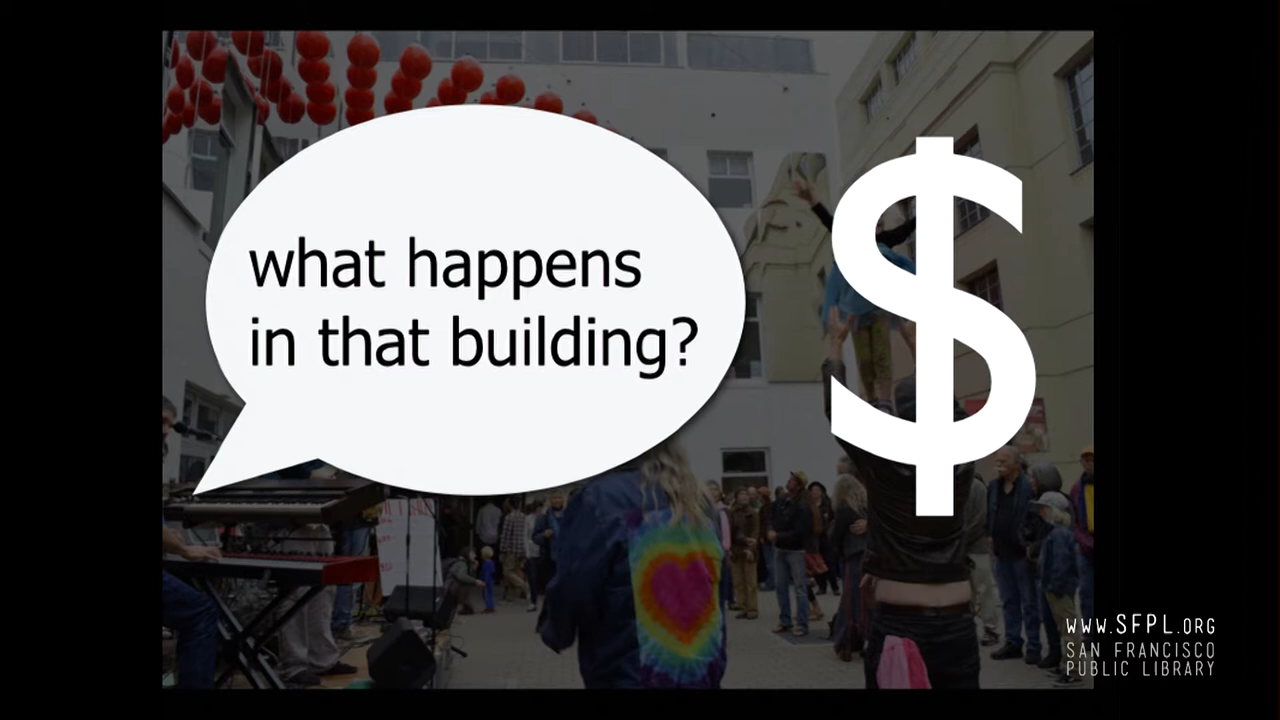 what happens
in that building?
$
www.SFPL.ORG
SAN FRANCISCO
PUBLIC LIBRARY